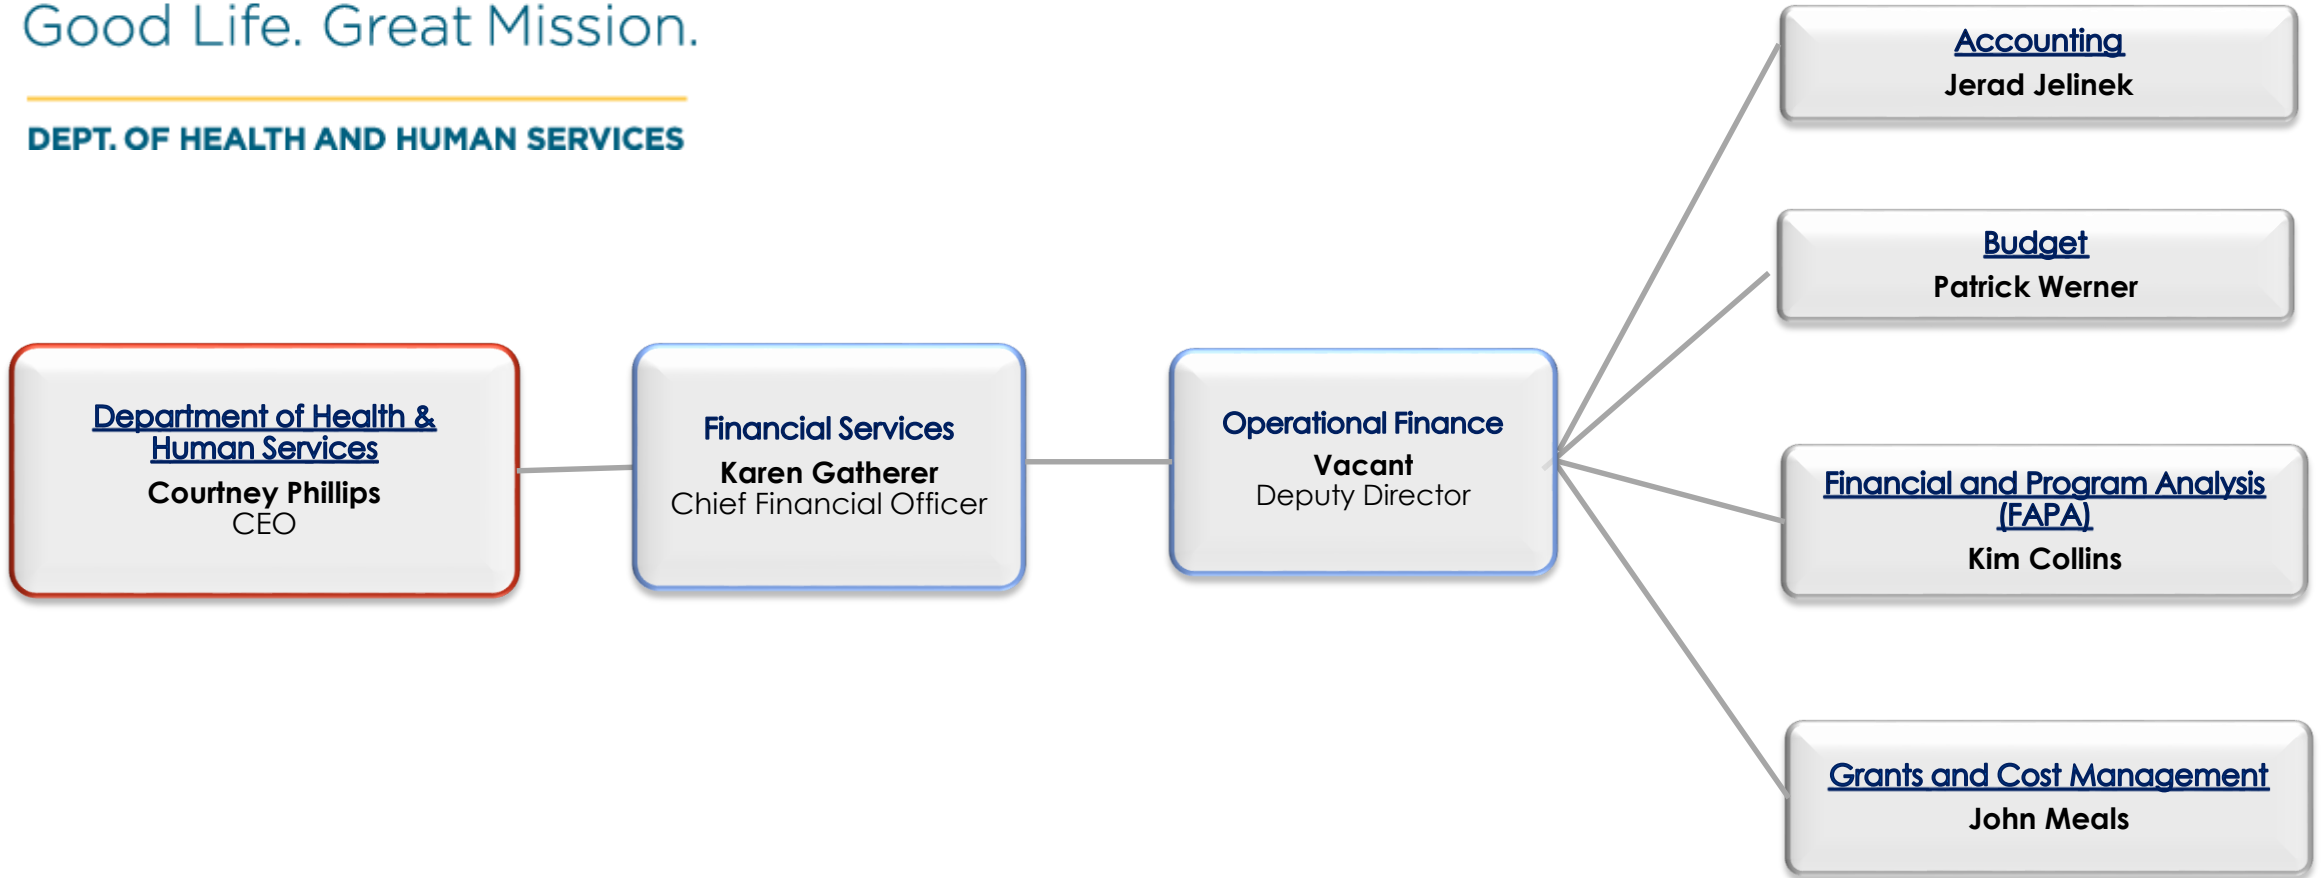 Good Life. Great Mission.
DEPT. OF HEALTH AND HUMAN SERVICES
Department of Health &
Human Services
Courtney Phillips
CEO
Financial Services
Karen Gatherer
Chief Financial Officer
Operational Finance
Vacant
Deputy Director
Accounting
Jerad Jelinek
Budget
Patrick Werner
Financial and Program Analysis
(FAPA)
Kim Collins
Grants and Cost Management
John Meals